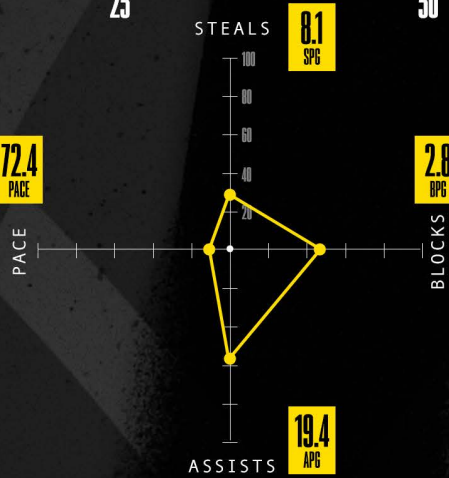 25
30
STEALS
8.1
SPG
100
80
60
40
20
72.4
PACE
2.8
BPG
PACE
BLOCKS
19.4
APG
ASSISTS